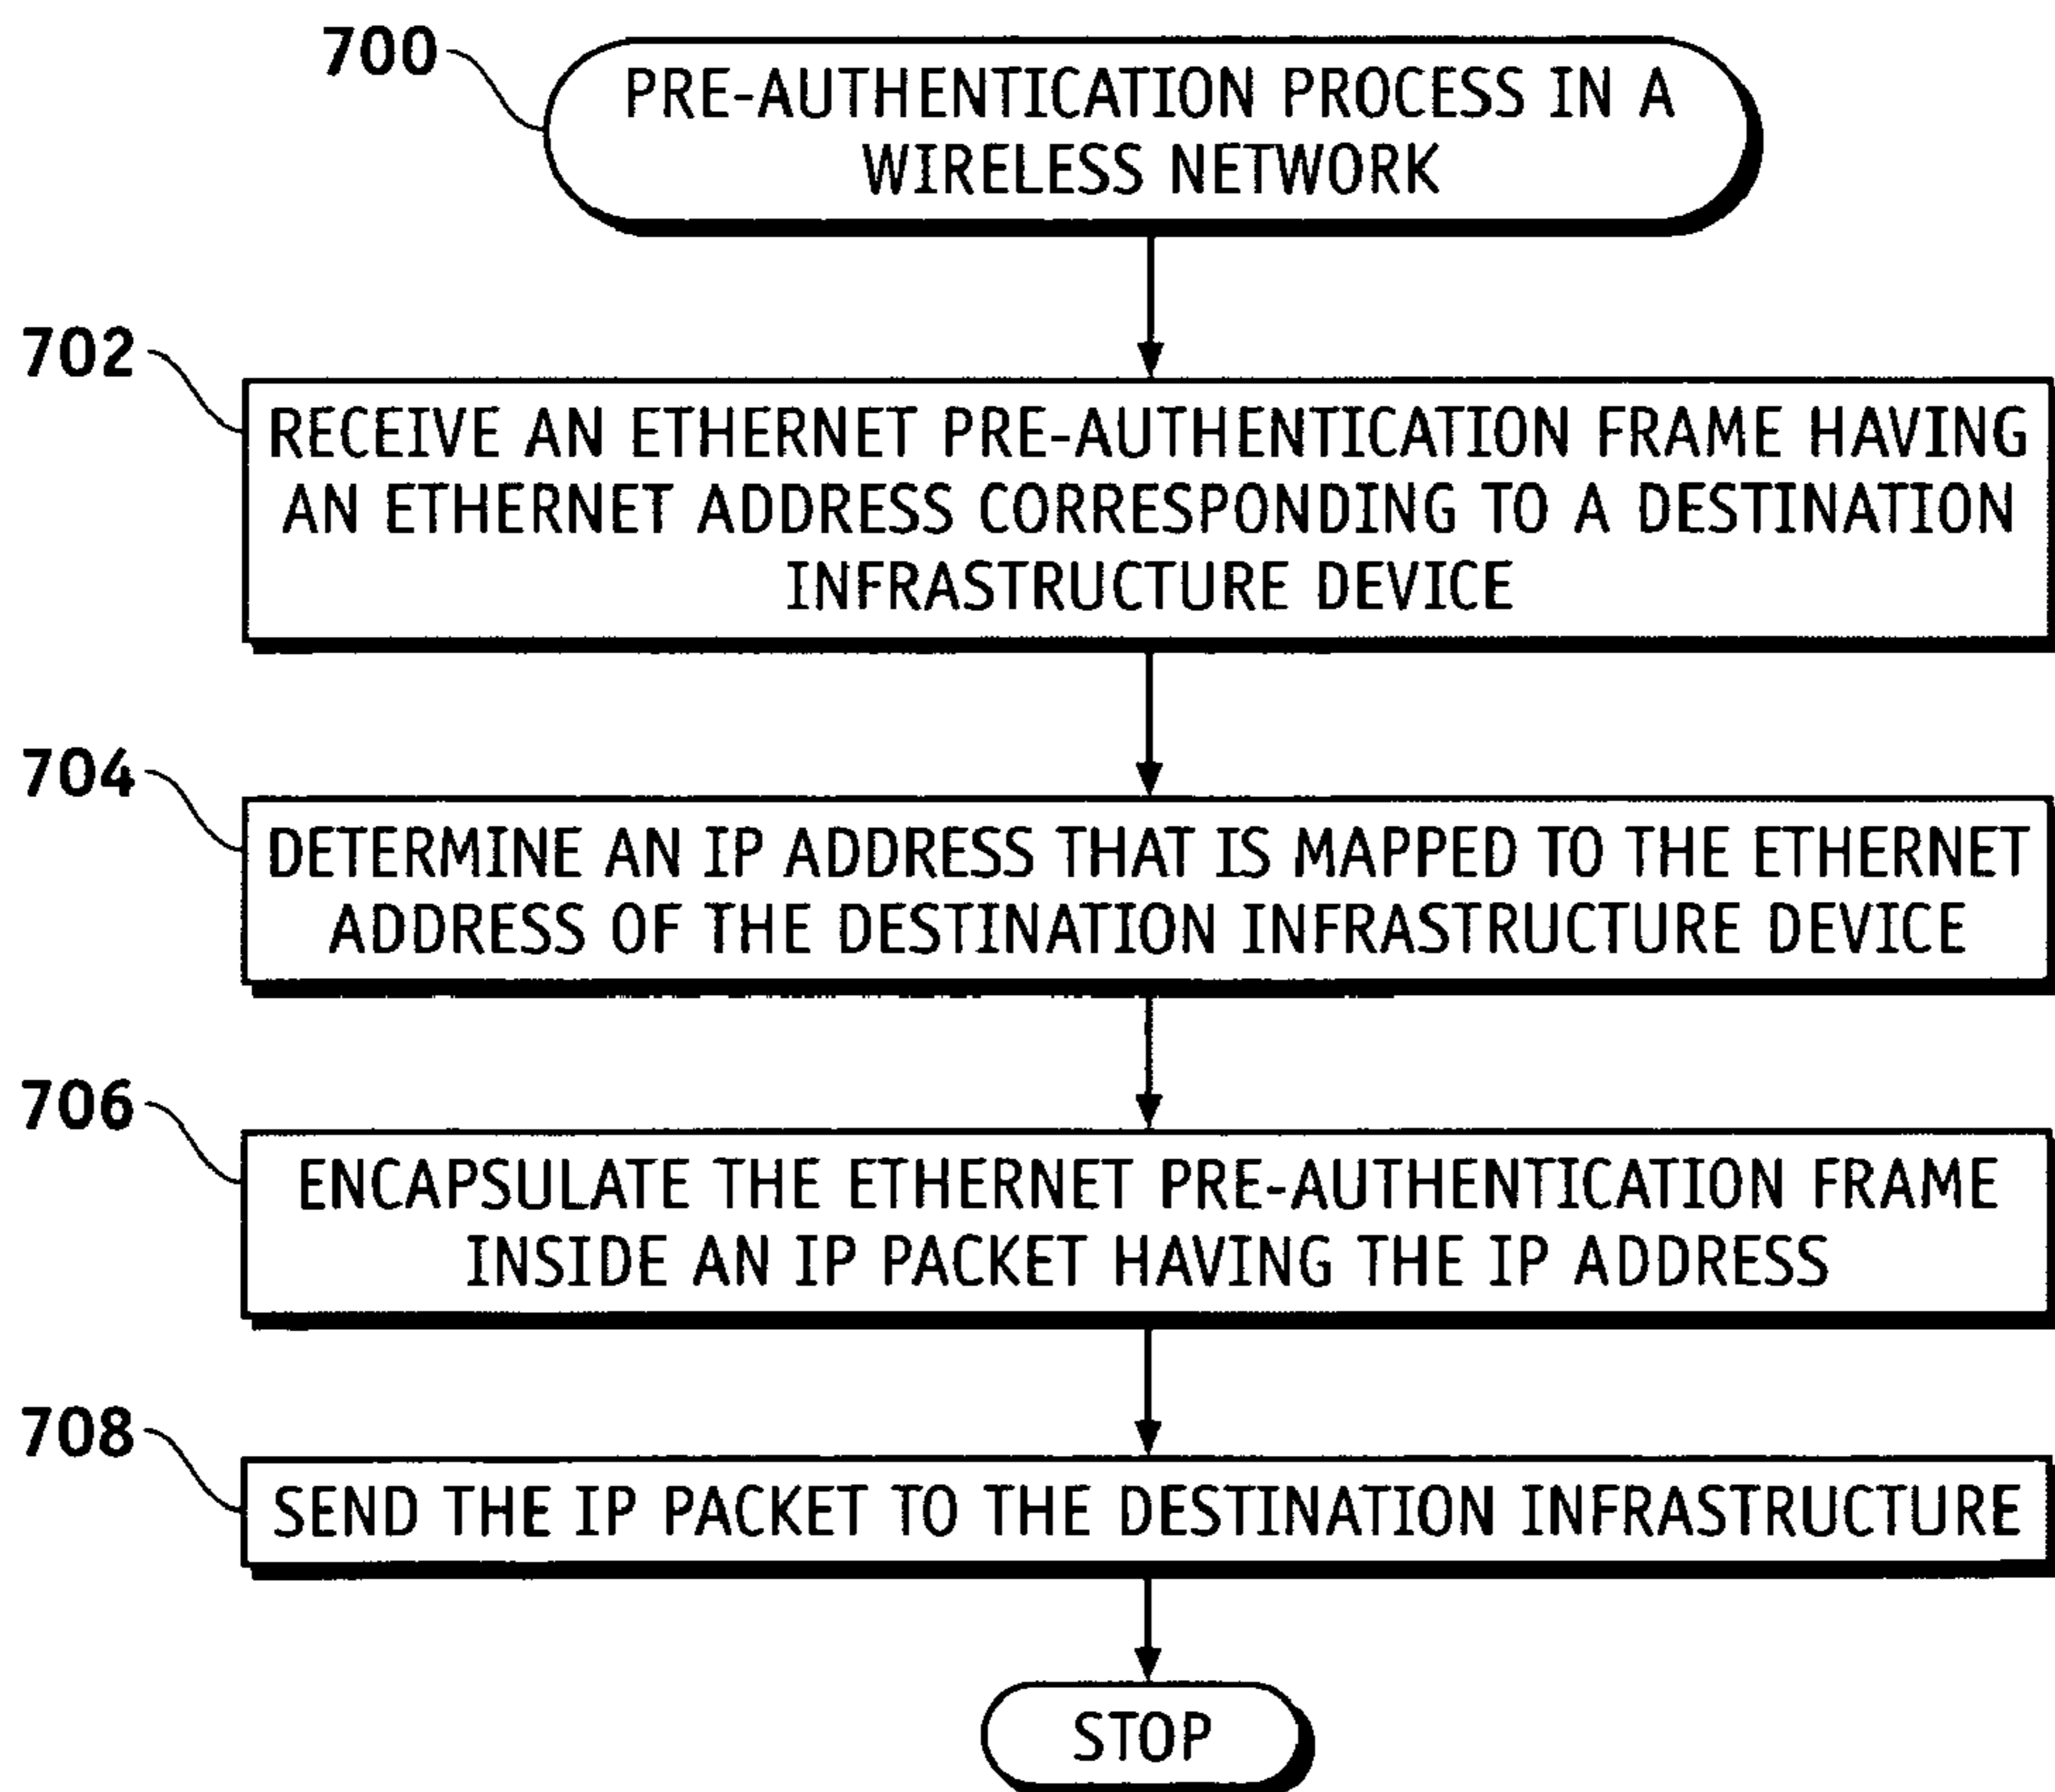 700
PRE-AUTHENTICATION PROCESS IN A
WIRELESS NETWORK
702
RECEIVE AN ETHERNET PRE-AUTHENTICATION FRAME HAVING
AN ETHERNET ADDRESS CORRESPONDING TO A DESTINATION
INFRASTRUCTURE DEVICE
704
DETERMINE AN IP ADDRESS THAT IS MAPPED TO THE ETHERNET
ADDRESS OF THE DESTINATION INFRASTRUCTURE DEVICE
706
ENCAPSULATE THE ETHERNET PRE-AUTHENTICATION FRAME
INSIDE AN IP PACKET HAVING THE IP ADDRESS
708
SEND THE IP PACKET TO THE DESTINATION INFRASTRUCTURE
STOP